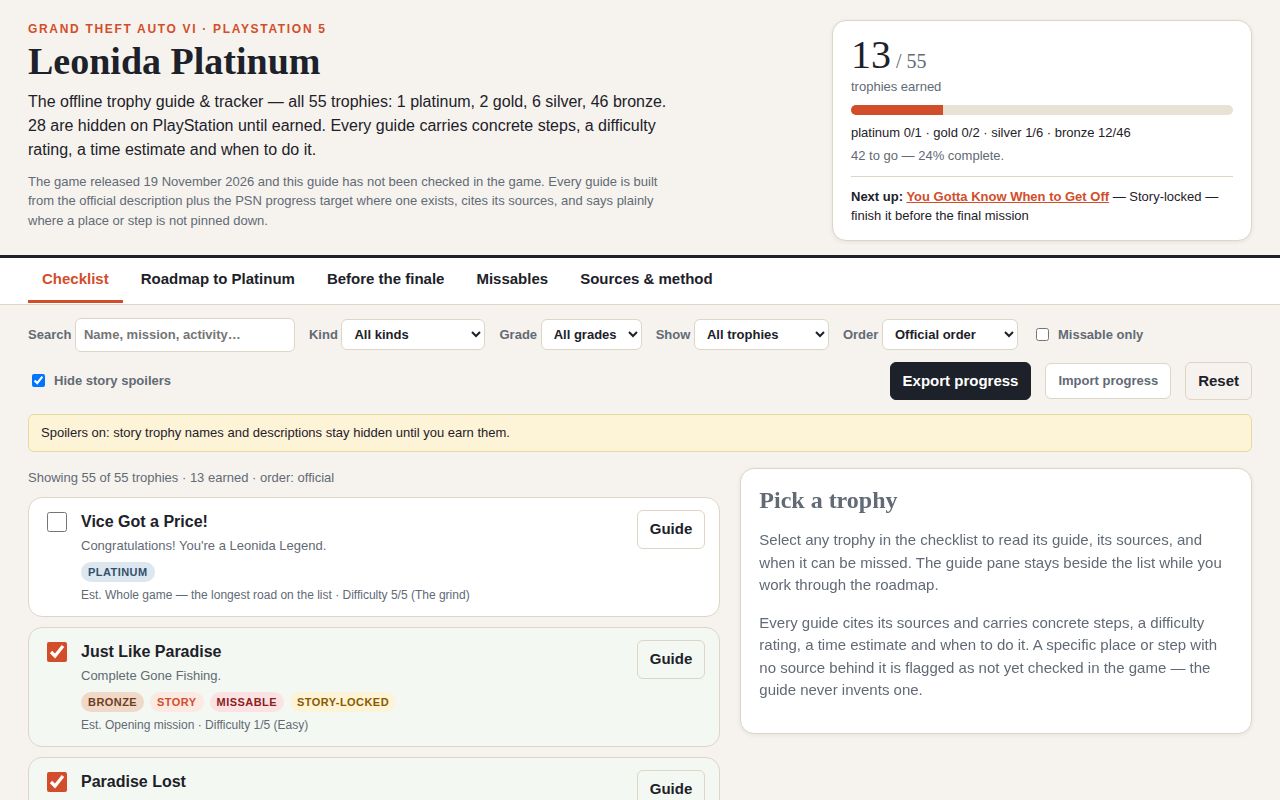 GRAND THEFT AUTO VI · PLAYSTATION 5
Leonida Platinum
The offline trophy guide & tracker — all 55 trophies: 1 platinum, 2 gold, 6 silver, 46 bronze.
28 are hidden on PlayStation until earned. Every guide carries concrete steps, a difficulty
rating, a time estimate and when to do it.
The game released 19 November 2026 and this guide has not been checked in the game. Every guide is built
from the official description plus the PSN progress target where one exists, cites its sources, and says plainly
where a place or step is not pinned down.
13 / 55
trophies earned
platinum 0/1 · gold 0/2 · silver 1/6 · bronze 12/46
42 to go — 24% complete.
Next up: You Gotta Know When to Get Off — Story-locked —
finish it before the final mission
Checklist Roadmap to Platinum Before the finale Missables Sources & method
Search Name, mission, activity… Kind All kinds Grade All grades Show All trophies Order Official order Missable only
Hide story spoilers Export progress Import progress Reset
Spoilers on: story trophy names and descriptions stay hidden until you earn them.
Showing 55 of 55 trophies · 13 earned · order: official
Vice Got a Price! Guide
Congratulations! You're a Leonida Legend.
PLATINUM
Est. Whole game — the longest road on the list · Difficulty 5/5 (The grind)
Just Like Paradise Guide
Complete Gone Fishing.
BRONZE STORY MISSABLE STORY-LOCKED
Est. Opening mission · Difficulty 1/5 (Easy)
Paradise Lost Guide
Pick a trophy
Select any trophy in the checklist to read its guide, its sources, and
when it can be missed. The guide pane stays beside the list while you
work through the roadmap.
Every guide cites its sources and carries concrete steps, a difficulty
rating, a time estimate and when to do it. A specific place or step with
no source behind it is flagged as not yet checked in the game — the
guide never invents one.